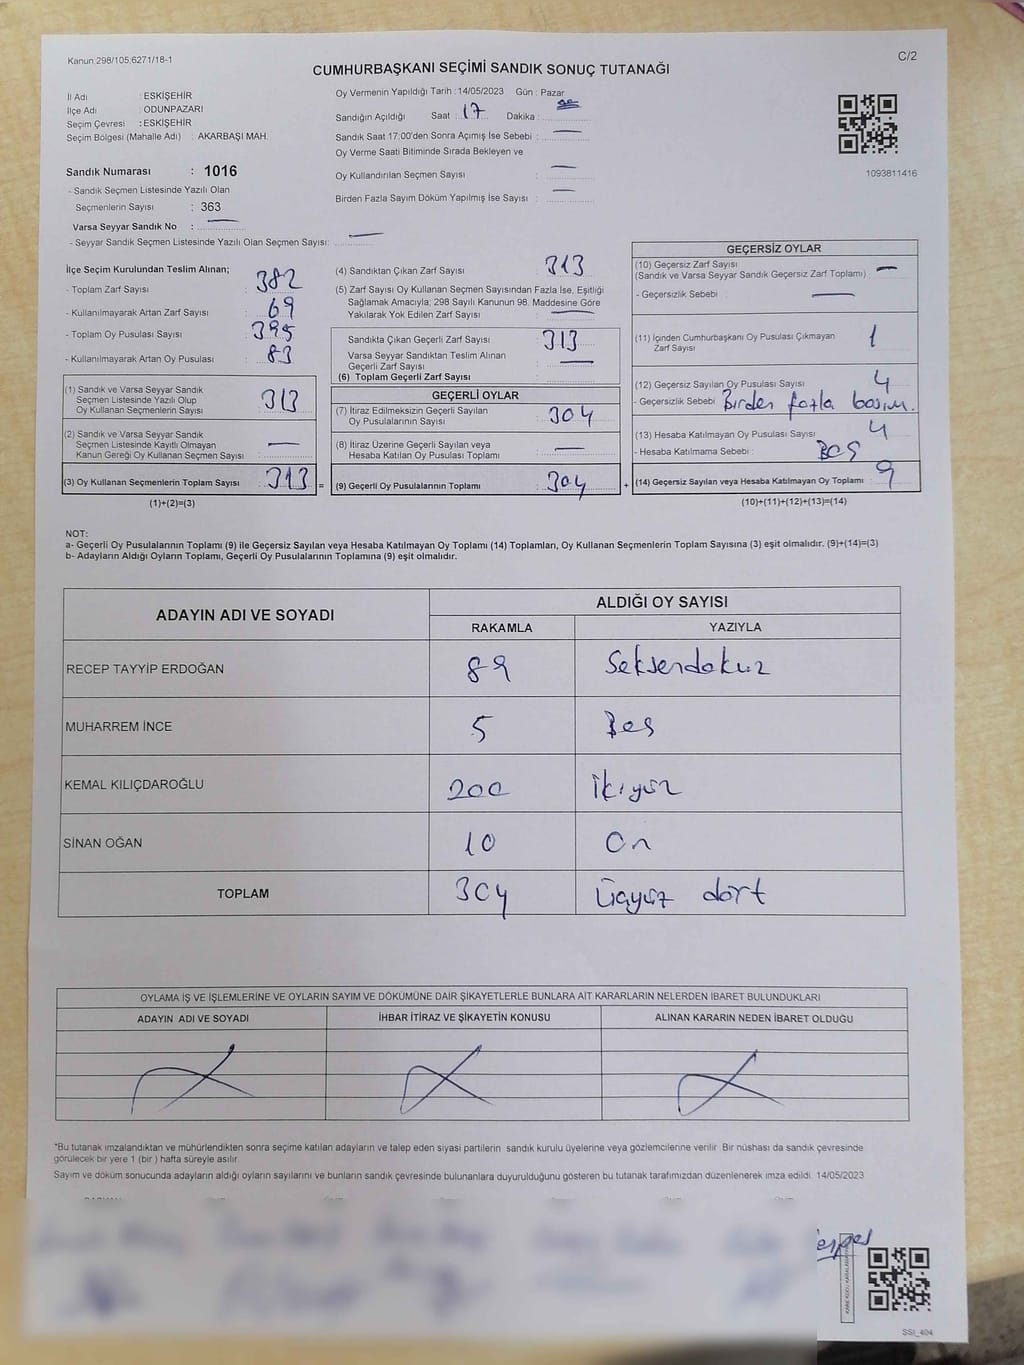 Kanun 298/105,6271/18-1
C/2
CUMHURBAŞKANI SEÇİMİ SANDIK SONUÇ TUTANAĞI
İl Adı : ESKİŞEHİR
İlçe Adı : ODUNPAZARI
Seçim Çevresi : ESKİŞEHİR
Seçim Bölgesi (Mahalle Adı) : AKARBAŞI MAH.
Sandık Numarası : 1016
- Sandık Seçmen Listesinde Yazılı Olan
Seçmenlerin Sayısı : 363
Varsa Seyyar Sandık No : —
- Seyyar Sandık Seçmen Listesinde Yazılı Olan Seçmen Sayısı: —
Oy Vermenin Yapıldığı Tarih : 14/05/2023 Gün : Pazar
Sandığın Açıldığı Saat : 17 Dakika :
Sandık Saat 17:00'den Sonra Açımış İse Sebebi : —
Oy Verme Saati Bitiminde Sırada Bekleyen ve
Oy Kullandırılan Seçmen Sayısı : —
Birden Fazla Sayım Döküm Yapılmış İse Sayısı : —
1093811416
İlçe Seçim Kurulundan Teslim Alınan;
- Toplam Zarf Sayısı : 382
- Kullanılmayarak Artan Zarf Sayısı : 69
- Toplam Oy Pusulası Sayısı : 395
- Kullanılmayarak Artan Oy Pusulası : 83
(1) Sandık ve Varsa Seyyar Sandık
Seçmen Listesinde Yazılı Olup
Oy Kullanan Seçmenlerin Sayısı : 313
(2) Sandık ve Varsa Seyyar Sandık
Seçmen Listesinde Kayıtlı Olmayan
Kanun Gereği Oy Kullanan Seçmen Sayısı : —
(3) Oy Kullanan Seçmenlerin Toplam Sayısı : 313 =
(1)+(2)=(3)
(4) Sandıktan Çıkan Zarf Sayısı : 313
(5) Zarf Sayısı Oy Kullanan Seçmen Sayısından Fazla İse, Eşitliği
Sağlamak Amacıyla; 298 Sayılı Kanunun 98. Maddesine Göre
Yakılarak Yok Edilen Zarf Sayısı : —
Sandıkta Çıkan Geçerli Zarf Sayısı : 313
Varsa Seyyar Sandıktan Teslim Alınan
Geçerli Zarf Sayısı : —
(6) Toplam Geçerli Zarf Sayısı :
GEÇERLİ OYLAR
(7) İtiraz Edilmeksizin Geçerli Sayılan
Oy Pusulalarının Sayısı : 304
(8) İtiraz Üzerine Geçerli Sayılan veya
Hesaba Katılan Oy Pusulası Toplamı : —
(9) Geçerli Oy Pusulalarının Toplamı : 304 +
GEÇERSİZ OYLAR
(10) Geçersiz Zarf Sayısı : —
(Sandık ve Varsa Seyyar Sandık Geçersiz Zarf Toplamı)
- Geçersizlik Sebebi : —
(11) İçinden Cumhurbaşkanı Oy Pusulası Çıkmayan
Zarf Sayısı : 1
(12) Geçersiz Sayılan Oy Pusulası Sayısı : 4
- Geçersizlik Sebebi : Birden fazla basım.
(13) Hesaba Katılmayan Oy Pusulası Sayısı : 4
- Hesaba Katılmama Sebebi : Boş
(14) Geçersiz Sayılan veya Hesaba Katılmayan Oy Toplamı : 9
(10)+(11)+(12)+(13)=(14)
NOT:
a- Geçerli Oy Pusulalarının Toplamı (9) ile Geçersiz Sayılan veya Hesaba Katılmayan Oy Toplamı (14) Toplamları, Oy Kullanan Seçmenlerin Toplam Sayısına (3) eşit olmalıdır. (9)+(14)=(3)
b- Adayların Aldığı Oyların Toplamı, Geçerli Oy Pusulalarının Toplamına (9) eşit olmalıdır.
ADAYIN ADI VE SOYADI ALDIĞI OY SAYISI
RAKAMLA YAZIYLA
RECEP TAYYİP ERDOĞAN 89 Seksendokuz
MUHARREM İNCE 5 Beş
KEMAL KILIÇDAROĞLU 200 İkiyüz
SİNAN OĞAN 10 On
TOPLAM 304 Üçyüz dört
OYLAMA İŞ VE İŞLEMLERİNE VE OYLARIN SAYIM VE DÖKÜMÜNE DAİR ŞİKAYETLERLE BUNLARA AİT KARARLARIN NELERDEN İBARET BULUNDUKLARI
ADAYIN ADI VE SOYADI İHBAR İTİRAZ VE ŞİKAYETİN KONUSU ALINAN KARARIN NEDEN İBARET OLDUĞU
*Bu tutanak imzalandıktan ve mühürlendikten sonra seçime katılan adayların ve talep eden siyasi partilerin sandık kurulu üyelerine veya gözlemcilerine verilir. Bir nüshası da sandık çevresinde
görülecek bir yere 1 (bir) hafta süreyle asılır.
Sayım ve döküm sonucunda adayların aldığı oyların sayılarını ve bunların sandık çevresinde bulunanlara duyurulduğunu gösteren bu tutanak tarafımızdan düzenlenerek imza edildi. 14/05/2023
SSI_404